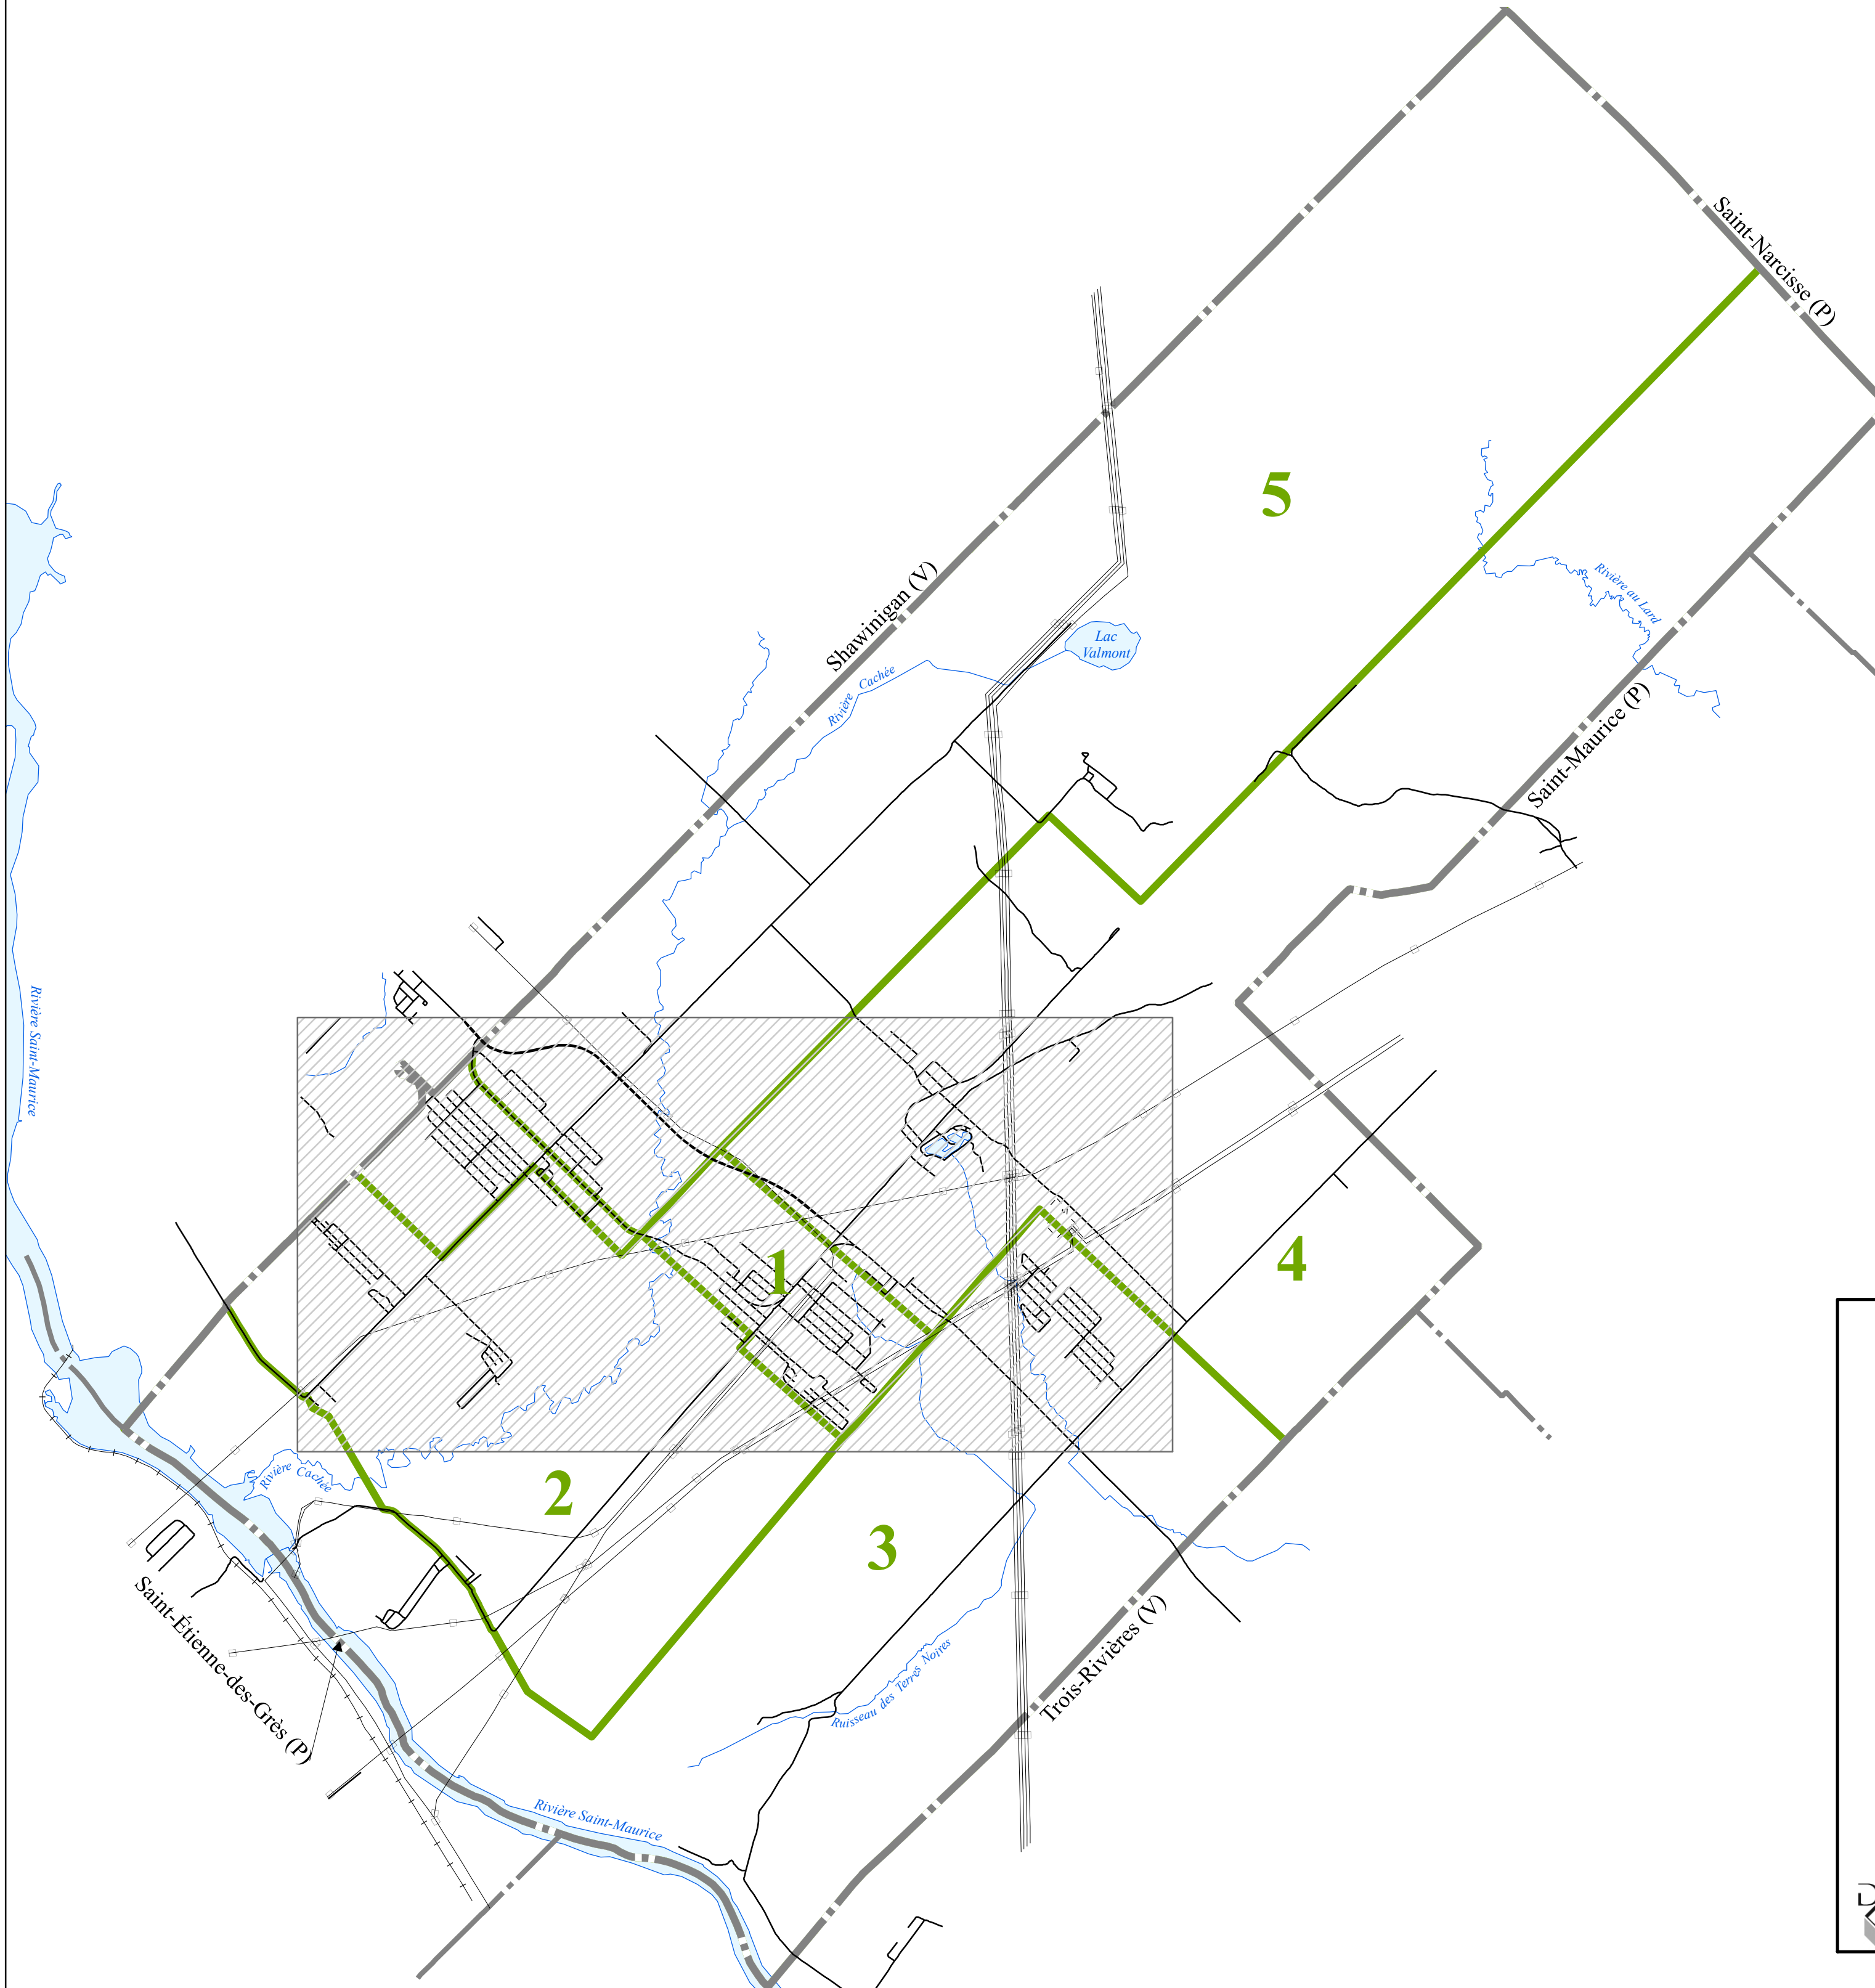 Saint-Narcisse (P)
5
Shawinigan (V)
Rivière au Lard
Lac
Valmont
Rivière Cachée
Saint-Maurice (P)
Rivière Saint-Maurice
1
4
2
Rivière Cachée
3
Saint-Étienne-des-Grès (P)
Trois-Rivières (V)
Ruisseau des Terres Noires
Rivière Saint-Maurice